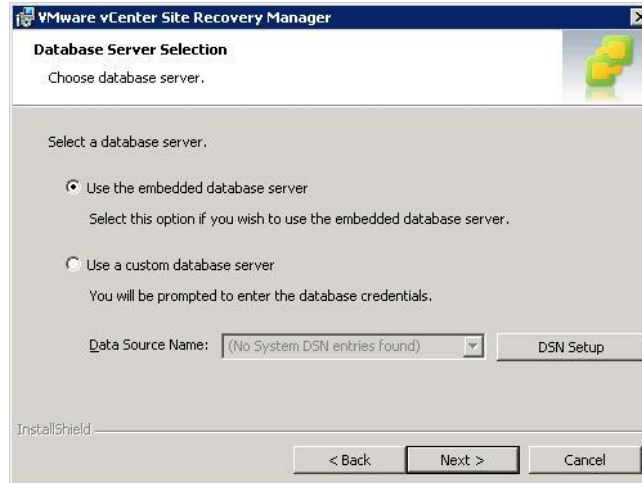 VMware vCenter Site Recovery Manager
Database Server Selection
Choose database server.
Select a database server.
Use the embedded database server
Select this option if you wish to use the embedded database server.
Use a custom database server
You will be prompted to enter the database credentials.
Data Source Name: (No System DSN entries found) DSN Setup
InstallShield
< Back Next > Cancel